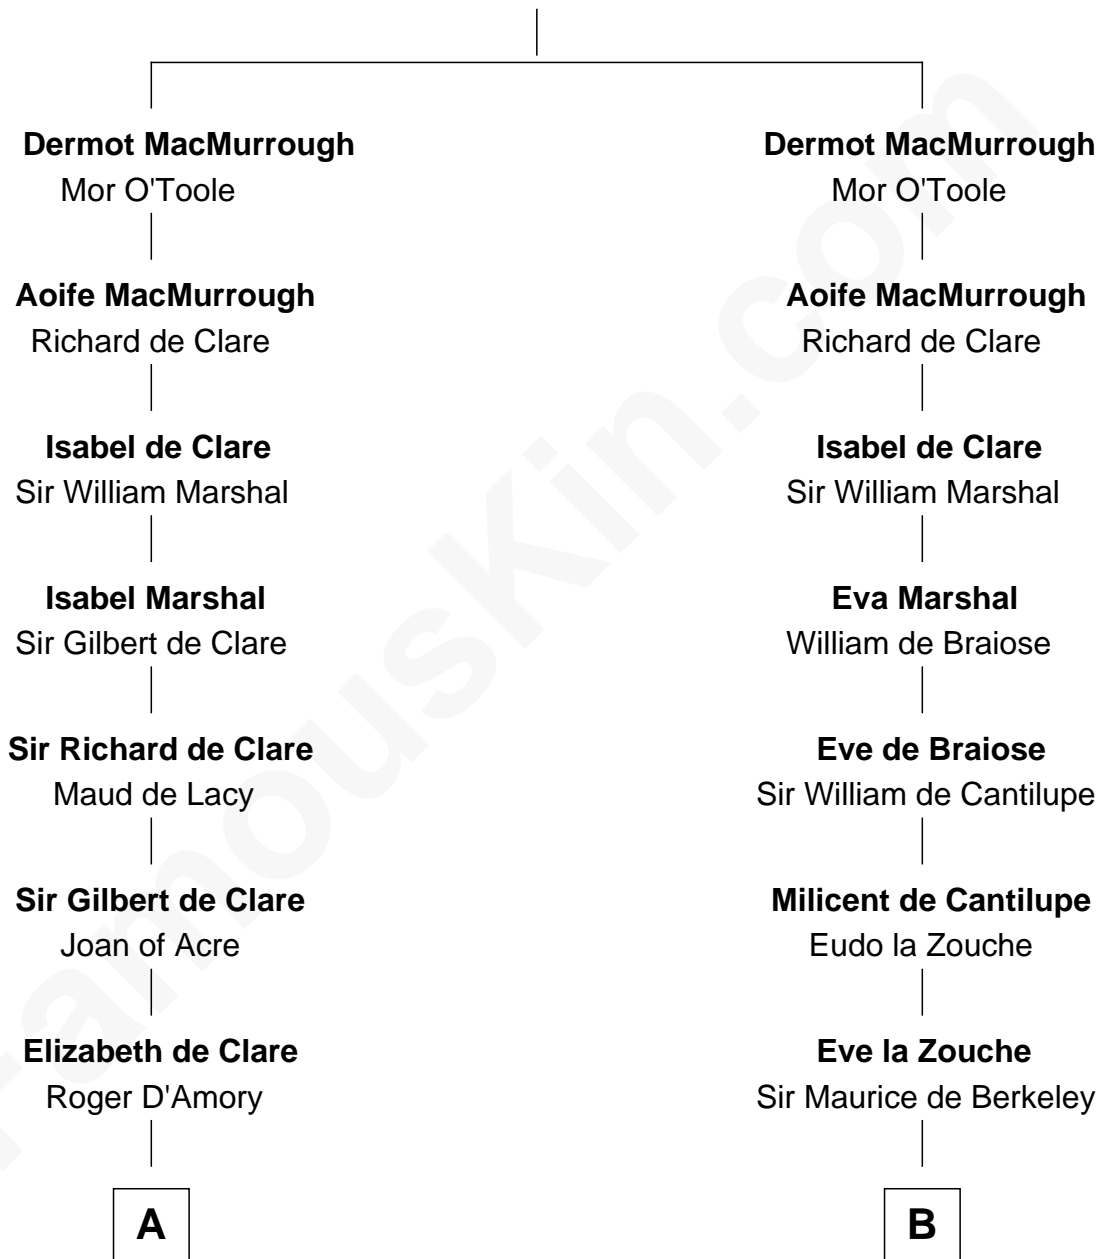 Dermot MacMurrough
Mor O'Toole
Aoife MacMurrough
Richard de Clare
Isabel de Clare
Sir William Marshal
Isabel Marshal
Sir Gilbert de Clare
Sir Richard de Clare
Maud de Lacy
Sir Gilbert de Clare
Joan of Acre
Elizabeth de Clare
Roger D'Amory
A
Dermot MacMurrough
Mor O'Toole
Aoife MacMurrough
Richard de Clare
Isabel de Clare
Sir William Marshal
Eva Marshal
William de Braiose
Eve de Braiose
Sir William de Cantilupe
Milicent de Cantilupe
Eudo la Zouche
Eve la Zouche
Sir Maurice de Berkeley
B
FamousKin.com